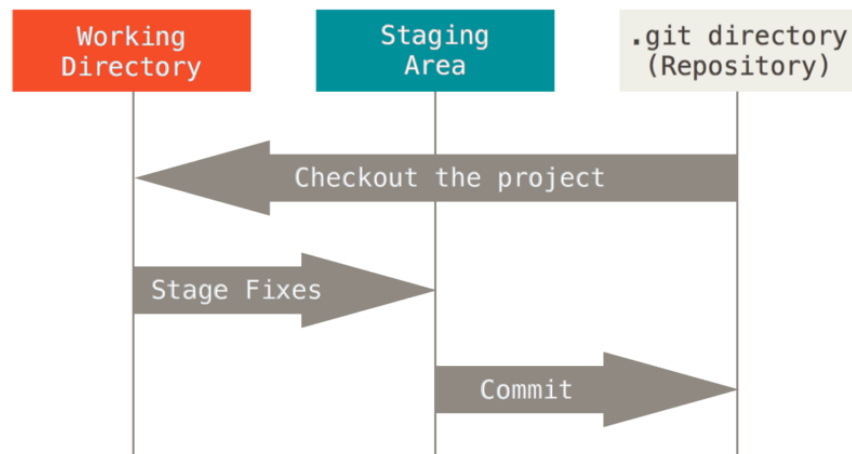 Working
Directory
Staging
Area
.git directory
(Repository)
Checkout the project
Stage Fixes
Commit